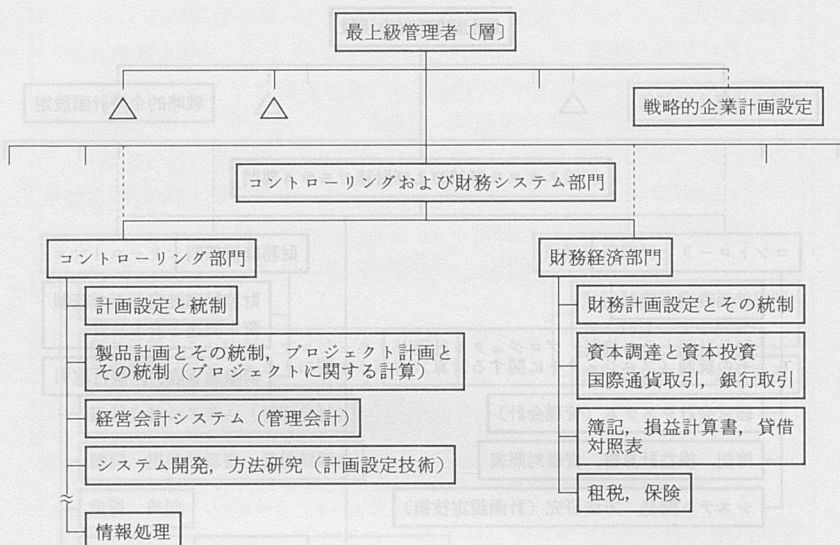 最上級管理者〔層〕
戦略的企業計画設定
コントローリングおよび財務システム部門
コントローリング部門
計画設定と統制
製品計画とその統制，プロジェクト計画と
その統制（プロジェクトに関する計算）
経営会計システム（管理会計）
システム開発，方法研究（計画設定技術）
情報処理
財務経済部門
財務計画設定とその統制
資本調達と資本投資
国際通貨取引，銀行取引
簿記，損益計算書，貸借
対照表
租税，保険